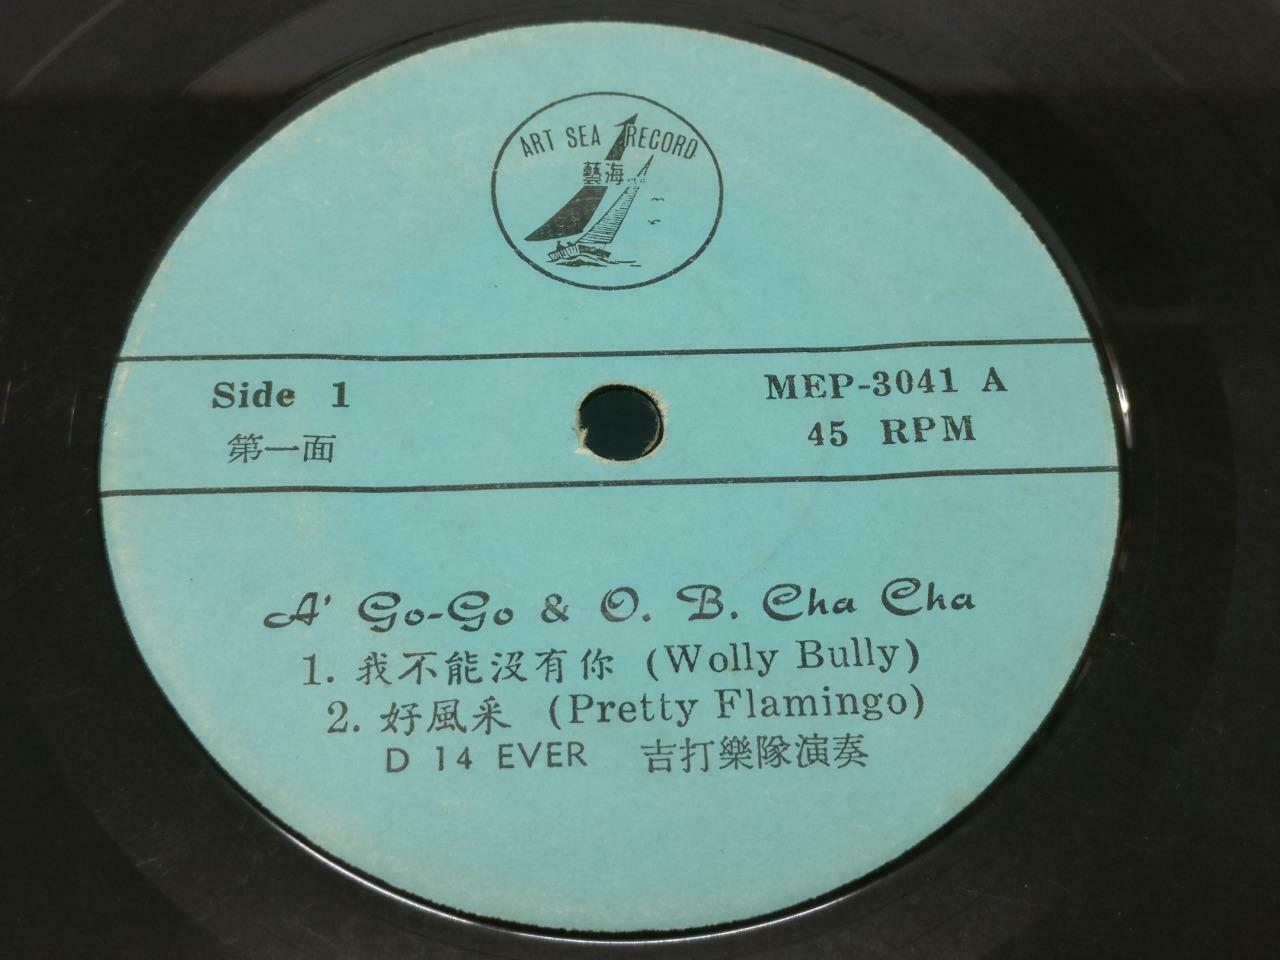 ART SEA RECORD
藝海
Side 1
第一面
MEP-3041 A
45 RPM
A' Go-Go & O. B. Cha Cha
1. 我不能沒有你 (Wolly Bully)
2. 好風采 (Pretty Flamingo)
D 14 EVER 吉打樂隊演奏